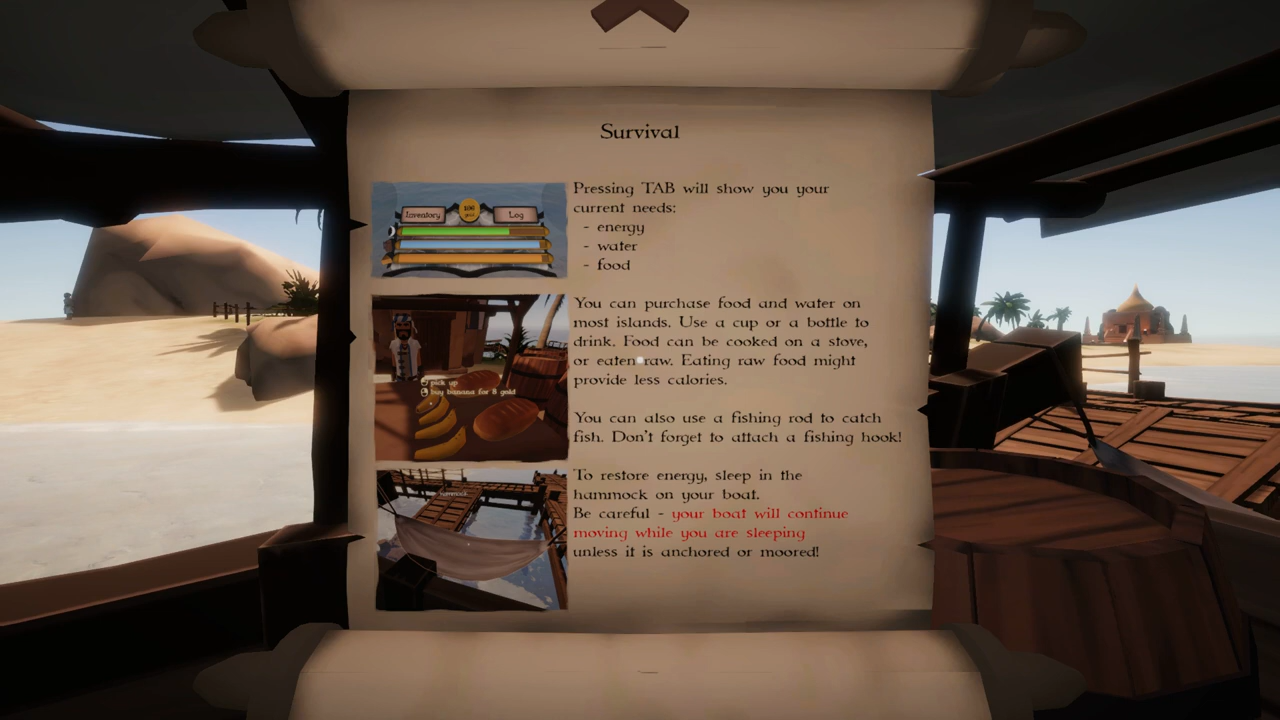 Survival
Inventory
100
gold
Log
Pressing TAB will show you your
current needs:
- energy
- water
- food
pick up
buy banana for 8 gold
You can purchase food and water on
most islands. Use a cup or a bottle to
drink. Food can be cooked on a stove,
or eaten raw. Eating raw food might
provide less calories.
You can also use a fishing rod to catch
fish. Don't forget to attach a fishing hook!
hammock
To restore energy, sleep in the
hammock on your boat.
Be careful - your boat will continue
moving while you are sleeping
unless it is anchored or moored!